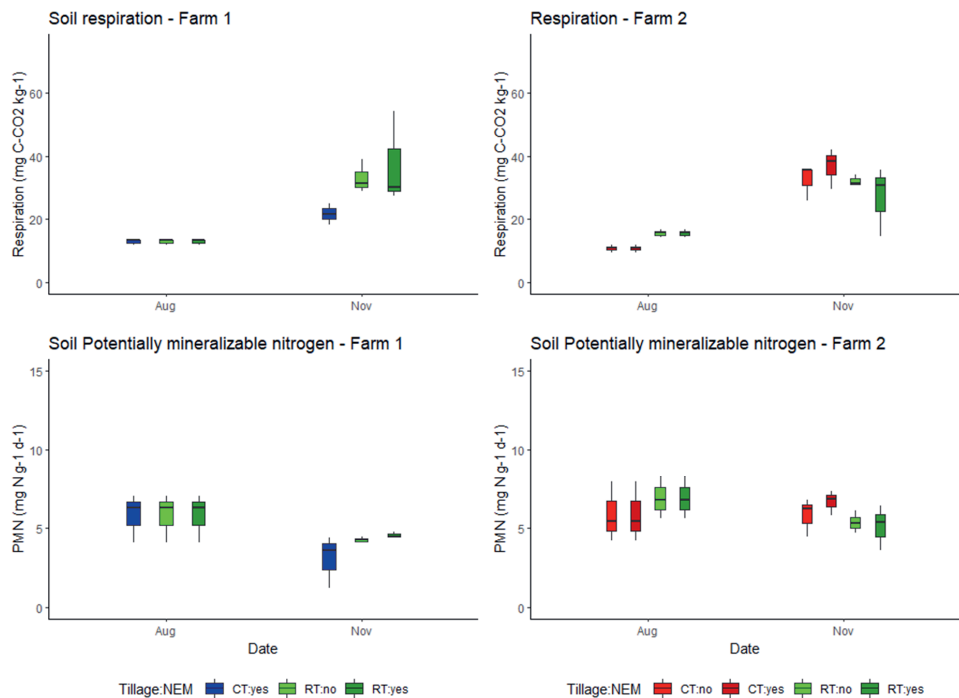 Soil respiration - Farm 1
Respiration (mg C-CO2 kg-1)
60
40
20
0
Aug
Nov
Respiration - Farm 2
Respiration (mg C-CO2 kg-1)
60
40
20
0
Aug
Nov
Soil Potentially mineralizable nitrogen - Farm 1
PMN (mg N g-1 d-1)
15
10
5
0
Aug
Nov
Date
Soil Potentially mineralizable nitrogen - Farm 2
PMN (mg N g-1 d-1)
15
10
5
0
Aug
Nov
Date
Tillage:NEM CT:yes RT:no RT:yes
Tillage:NEM CT:no CT:yes RT:no RT:yes